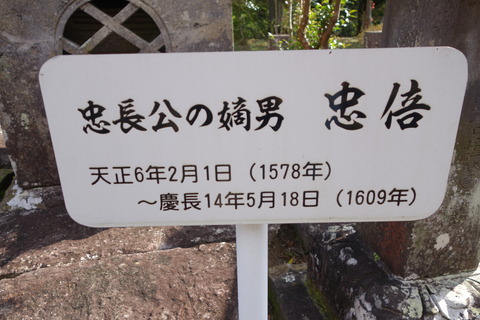 忠長公の嫡男 忠倍
天正6年2月1日（1578年）
～慶長14年5月18日（1609年）